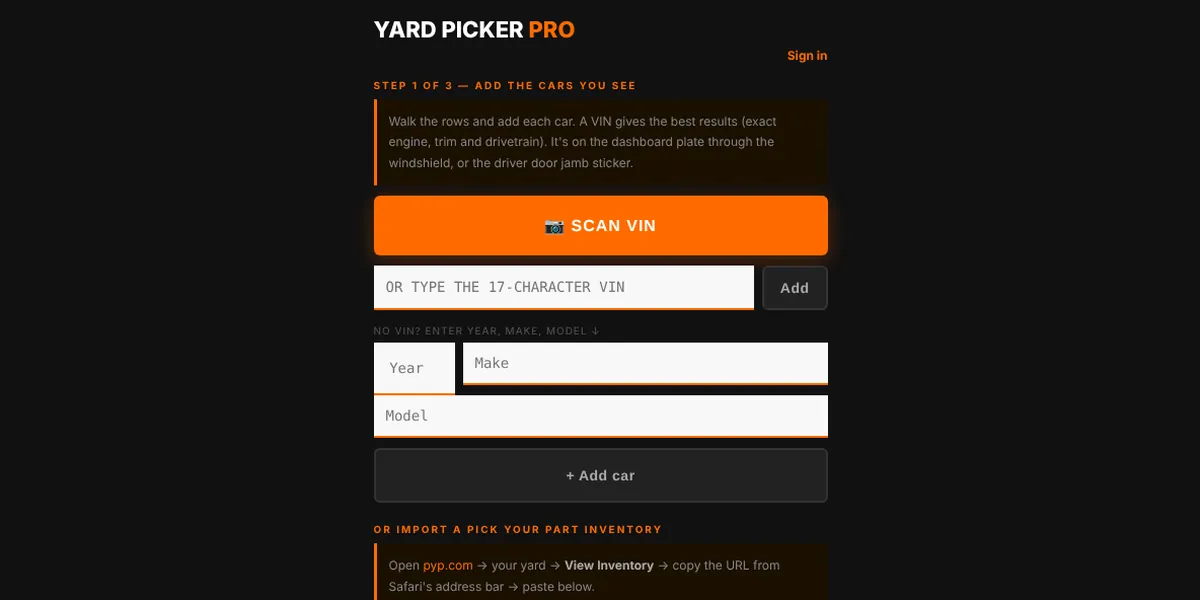 YARD PICKER PRO
Sign in
STEP 1 OF 3 — ADD THE CARS YOU SEE
Walk the rows and add each car. A VIN gives the best results (exact
engine, trim and drivetrain). It's on the dashboard plate through the
windshield, or the driver door jamb sticker.
📷 SCAN VIN
OR TYPE THE 17-CHARACTER VIN
Add
NO VIN? ENTER YEAR, MAKE, MODEL ↓
Year
Make
Model
+ Add car
OR IMPORT A PICK YOUR PART INVENTORY
Open pyp.com → your yard → View Inventory → copy the URL from
Safari's address bar → paste below.